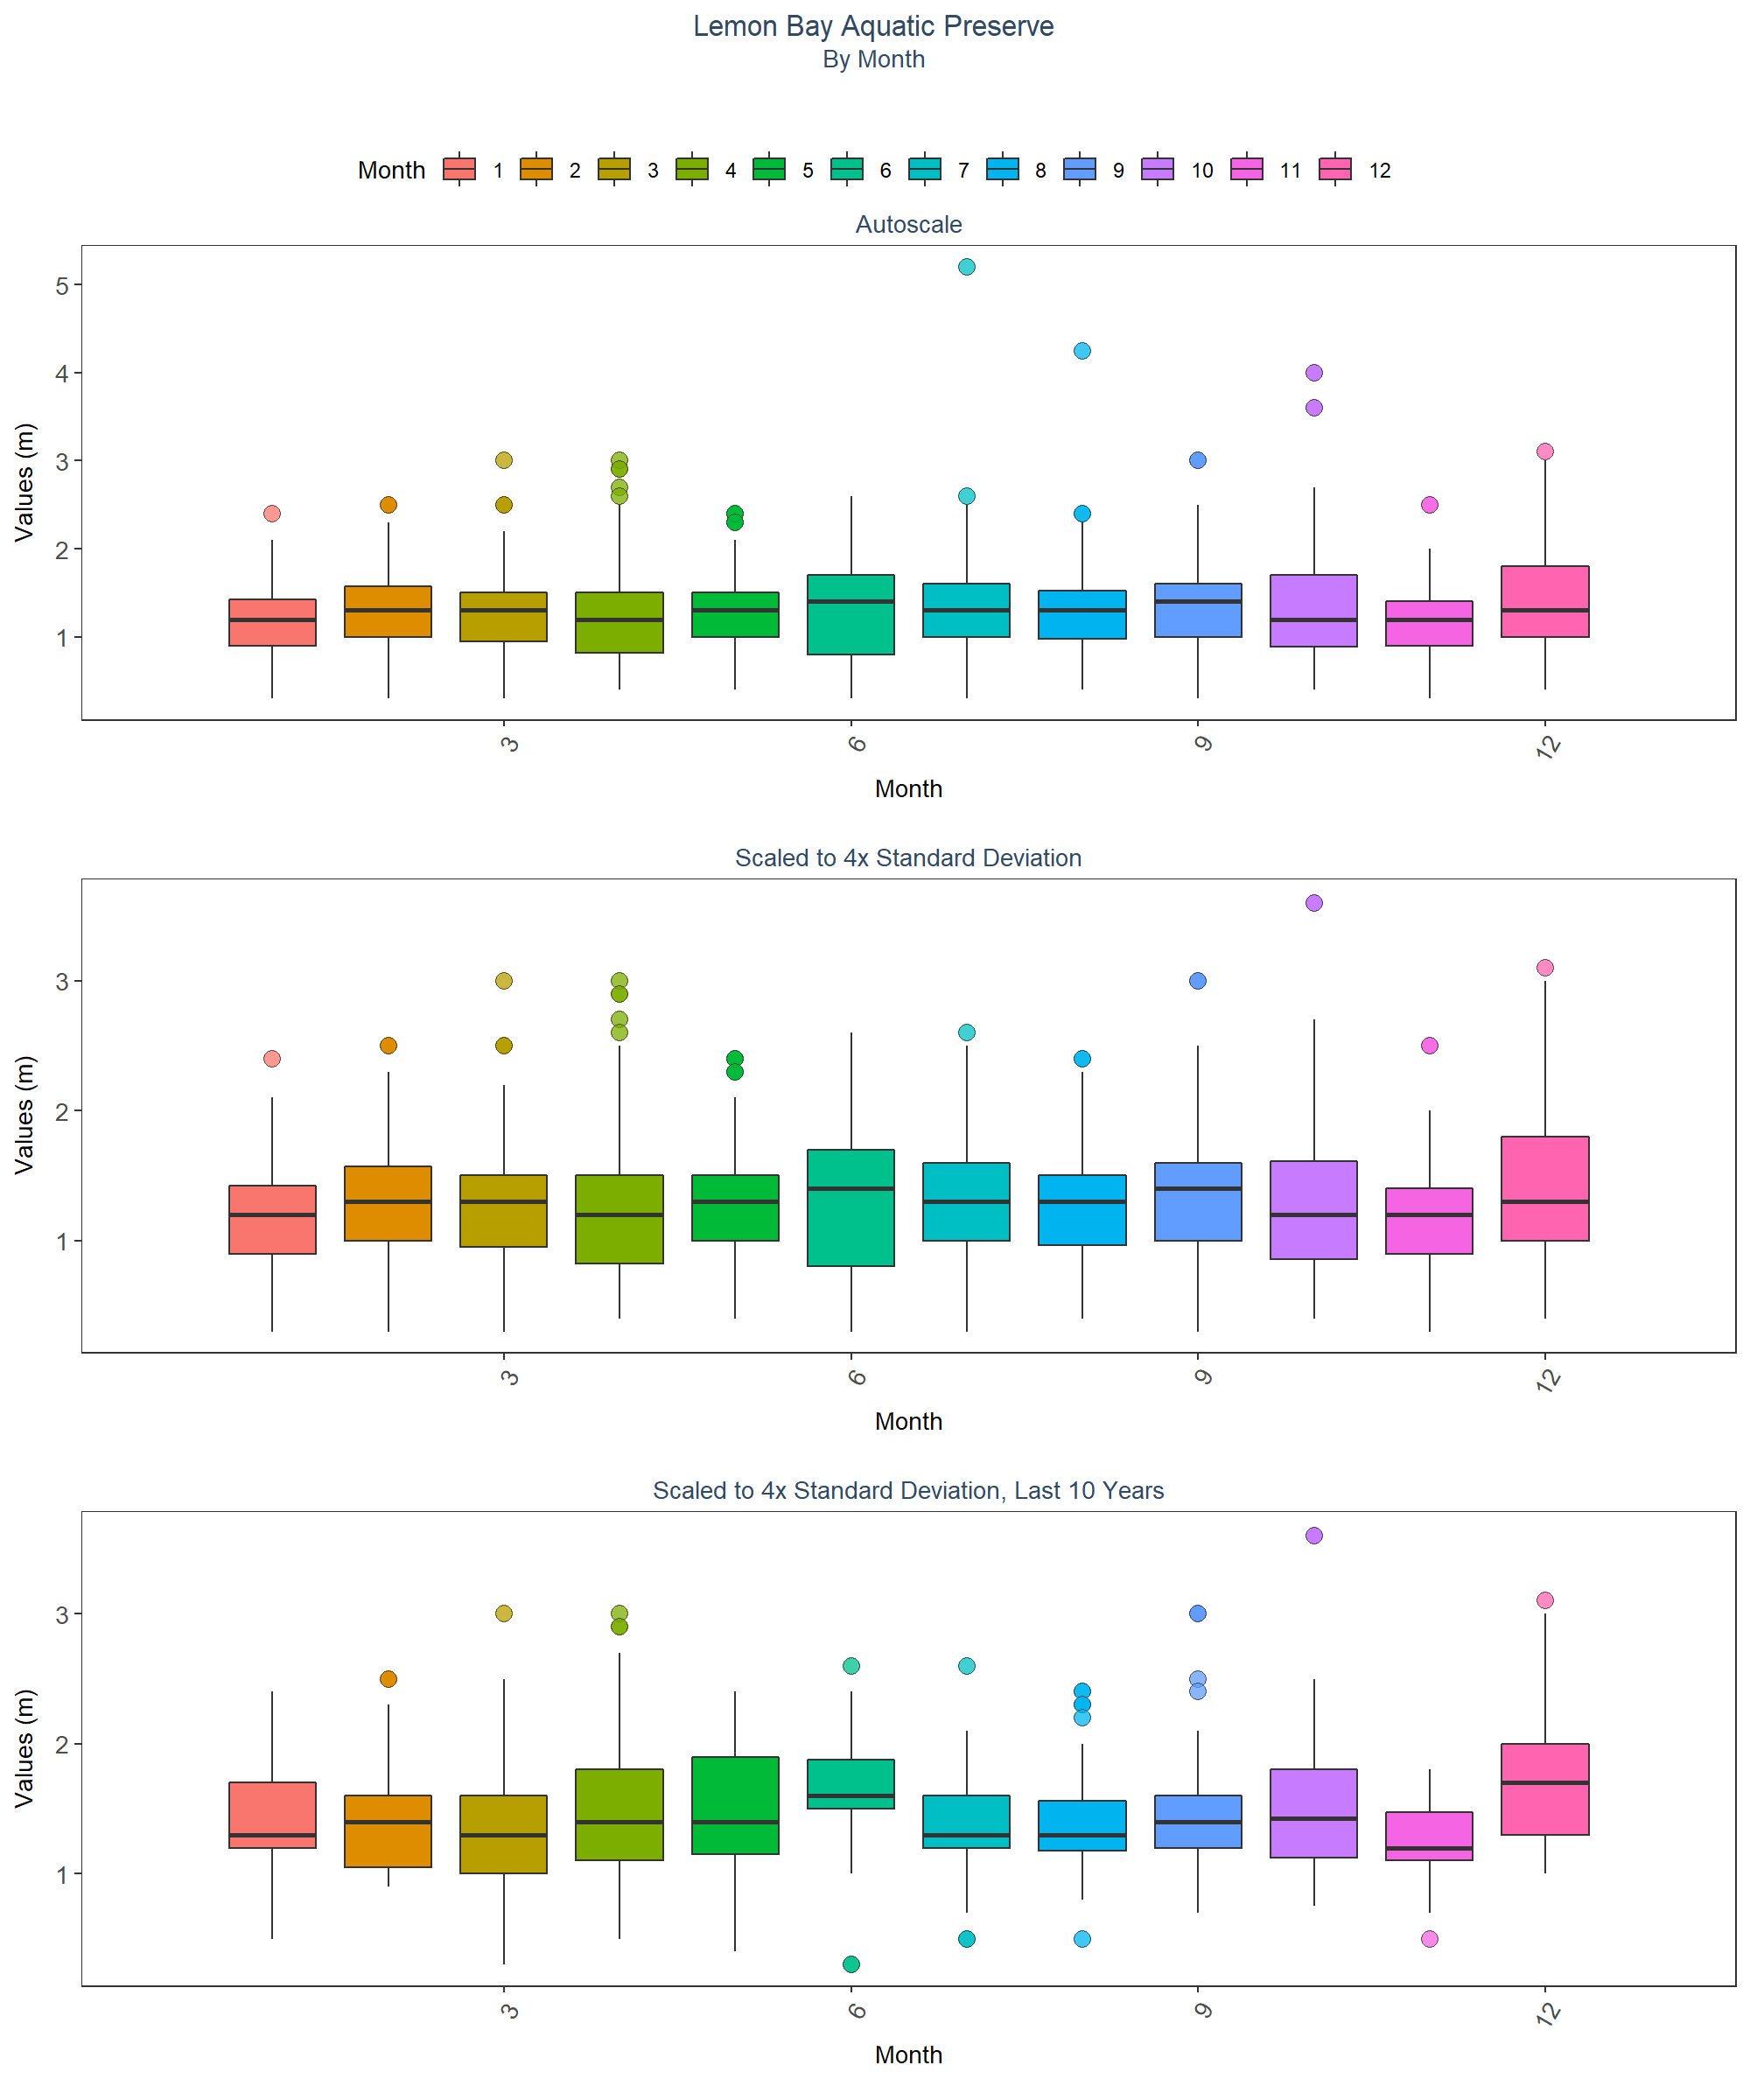 Lemon Bay Aquatic Preserve
By Month
Month 1 2 3 4 5 6 7 8 9 10 11 12
Autoscale
Values (m)
5
4
3
2
1
3 6 9 12
Month
Scaled to 4x Standard Deviation
Values (m)
3
2
1
3 6 9 12
Month
Scaled to 4x Standard Deviation, Last 10 Years
Values (m)
3
2
1
3 6 9 12
Month